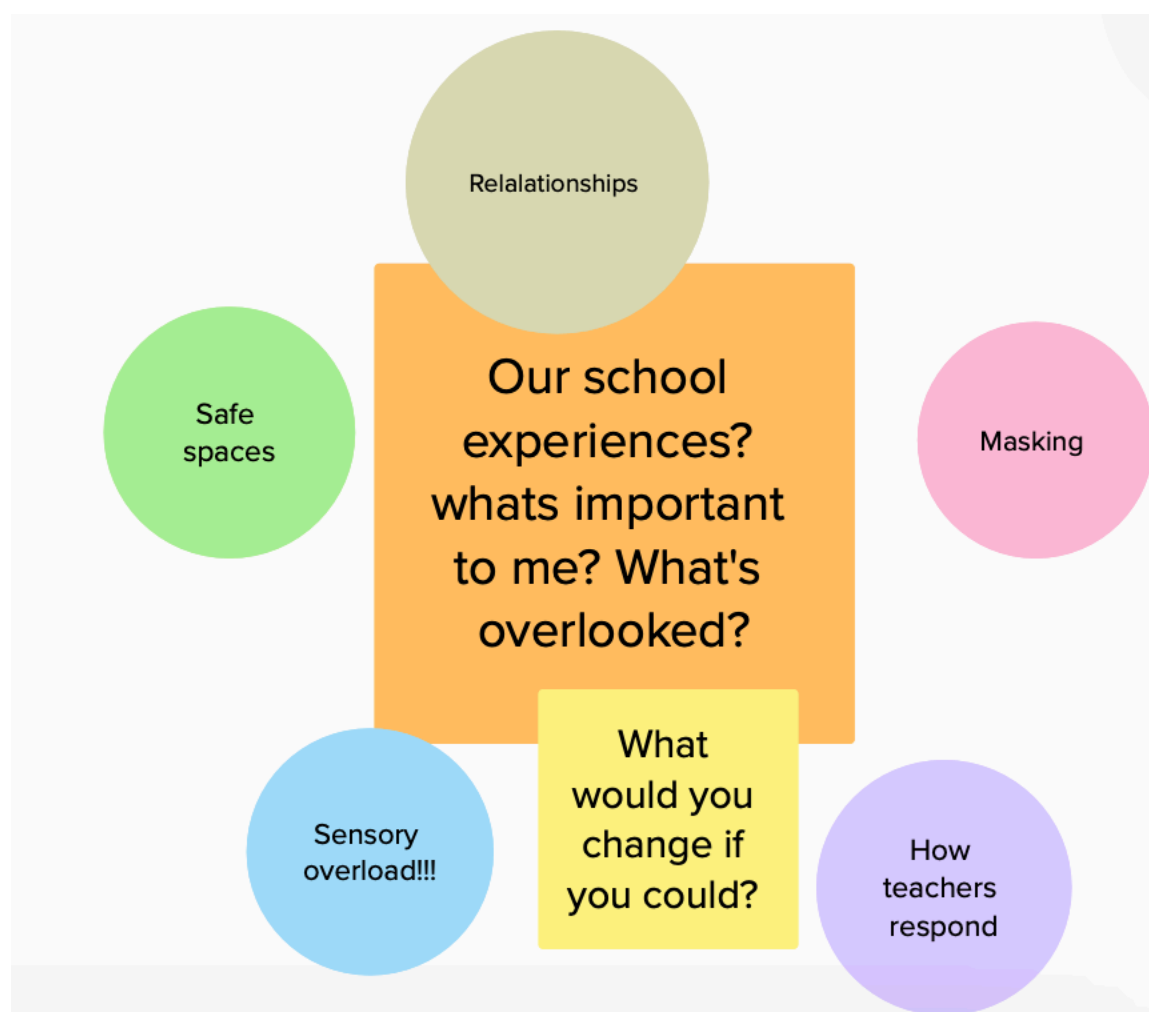 Relalationships
Safe
spaces
Our school
experiences?
whats important
to me? What's
overlooked?
Masking
Sensory
overload!!!
What
would you
change if
you could?
How
teachers
respond